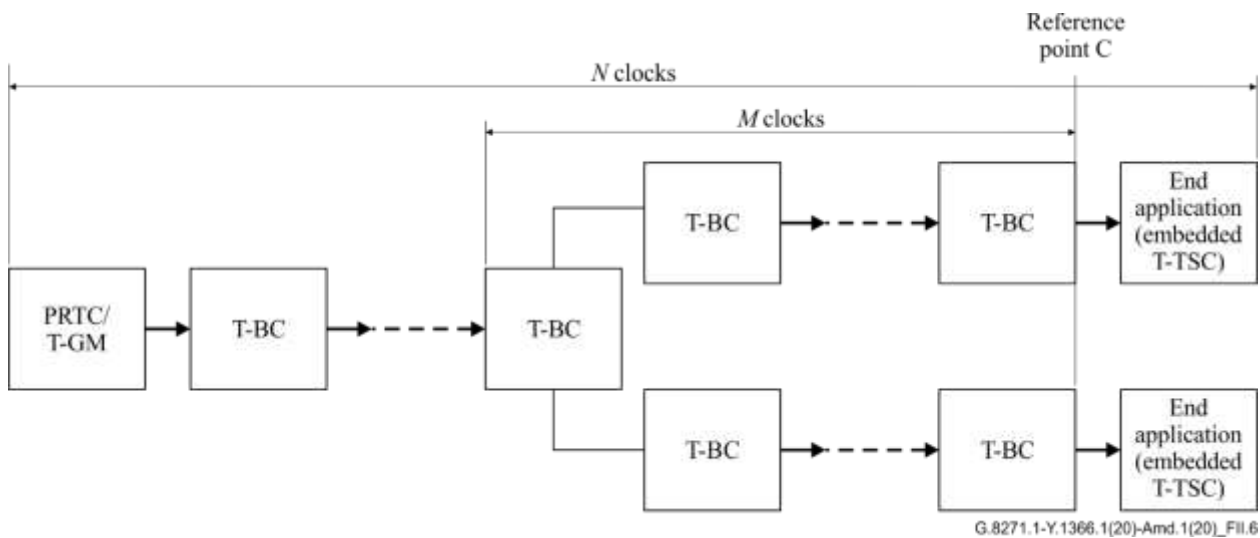 Reference
point C
N clocks
M clocks
T-BC
T-BC
End
application
(embedded
T-TSC)
PRTC/
T-GM
T-BC
T-BC
T-BC
T-BC
End
application
(embedded
T-TSC)
G.8271.1-Y.1366.1(20)-Amd.1(20)_FII.6